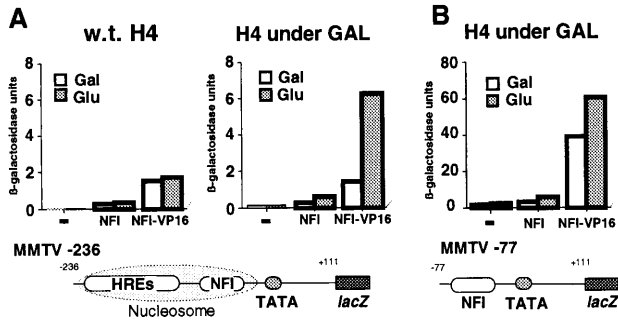 A
w.t. H4
H4 under GAL
B
H4 under GAL
β-galactosidase units
8
6
4
2
0
Gal
Glu
-
NFI
NFI-VP16
β-galactosidase units
8
6
4
2
0
Gal
Glu
-
NFI
NFI-VP16
β-galactosidase units
80
60
40
20
0
Gal
Glu
-
NFI
NFI-VP16
MMTV -236
-236
+111
HREs
NFI
TATA
lacZ
Nucleosome
MMTV -77
-77
+111
NFI
TATA
lacZ